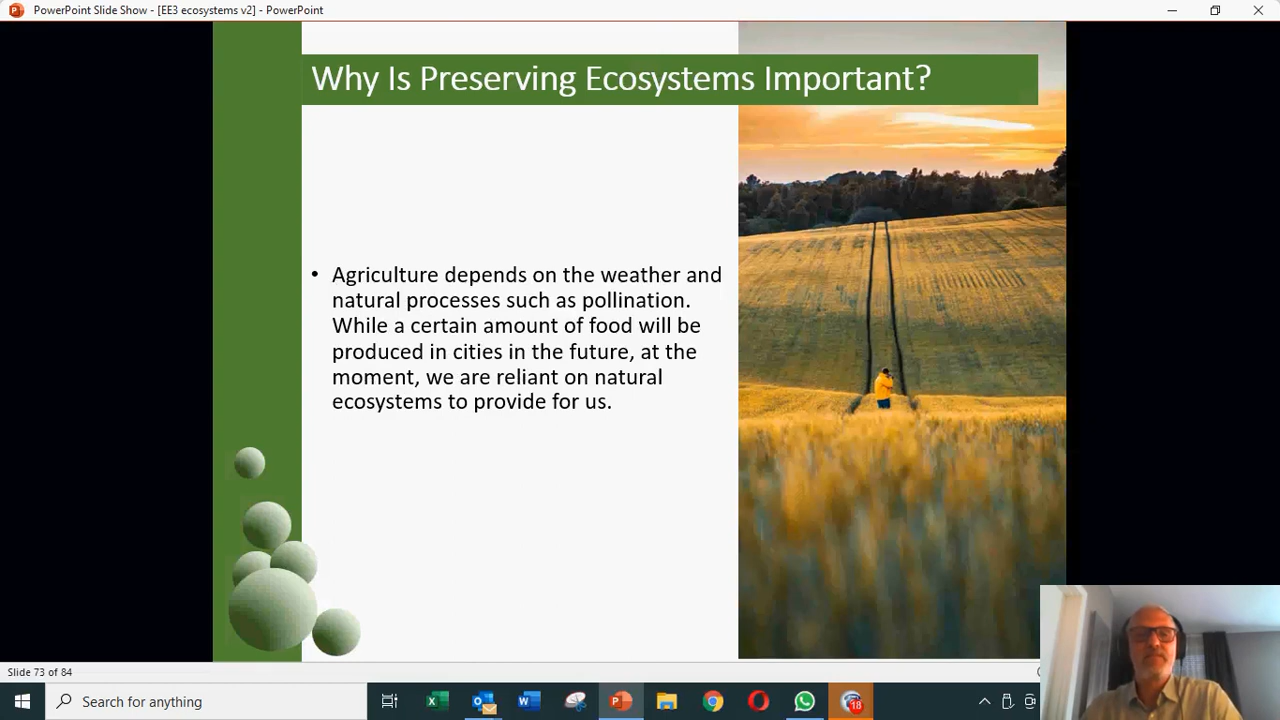 PowerPoint Slide Show - [EE3 ecosystems v2] - PowerPoint
Why Is Preserving Ecosystems Important?
• Agriculture depends on the weather and
natural processes such as pollination.
While a certain amount of food will be
produced in cities in the future, at the
moment, we are reliant on natural
ecosystems to provide for us.
Slide 73 of 84
Search for anything
18